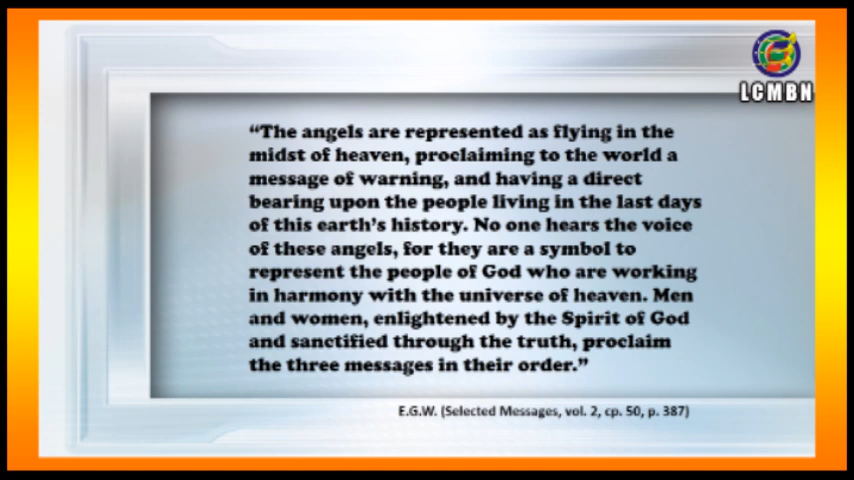 LCMBN
“The angels are represented as flying in the
midst of heaven, proclaiming to the world a
message of warning, and having a direct
bearing upon the people living in the last days
of this earth’s history. No one hears the voice
of these angels, for they are a symbol to
represent the people of God who are working
in harmony with the universe of heaven. Men
and women, enlightened by the Spirit of God
and sanctified through the truth, proclaim
the three messages in their order.”
E.G.W. (Selected Messages, vol. 2, cp. 50, p. 387)